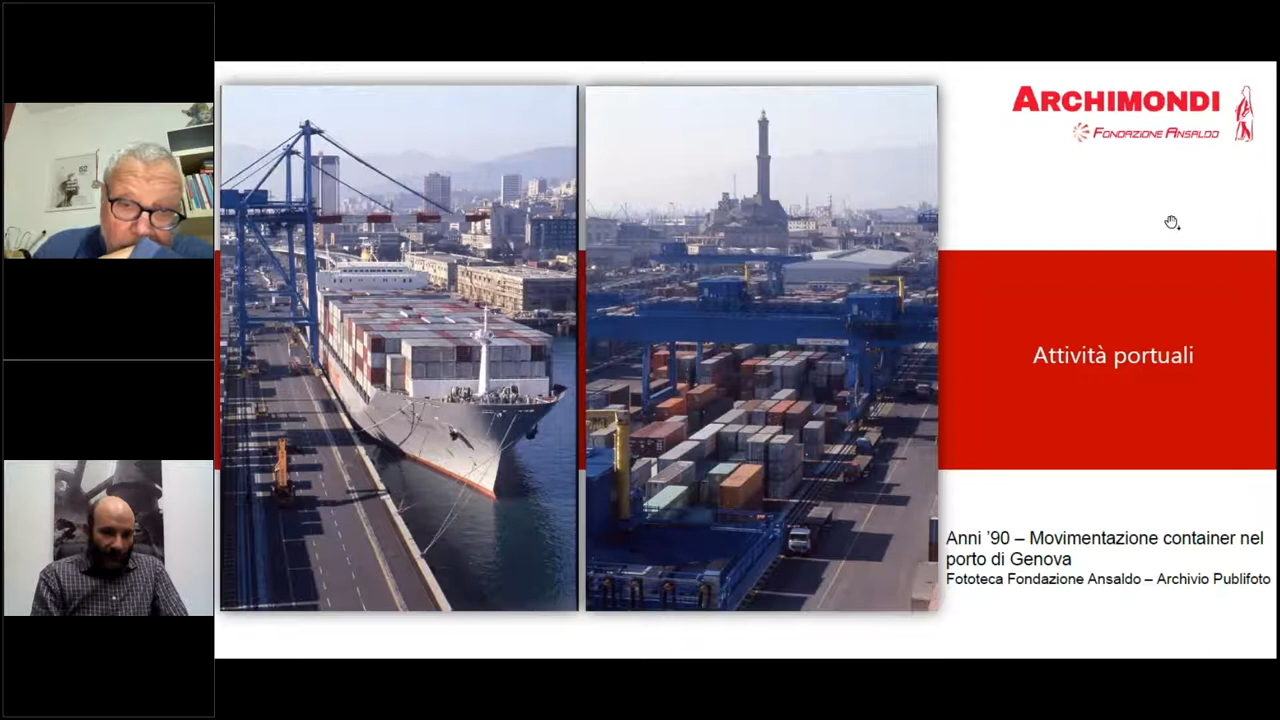 ARCHIMONDI
FONDAZIONE ANSALDO
Attività portuali
Anni ’90 – Movimentazione container nel
porto di Genova
Fototeca Fondazione Ansaldo – Archivio Publifoto